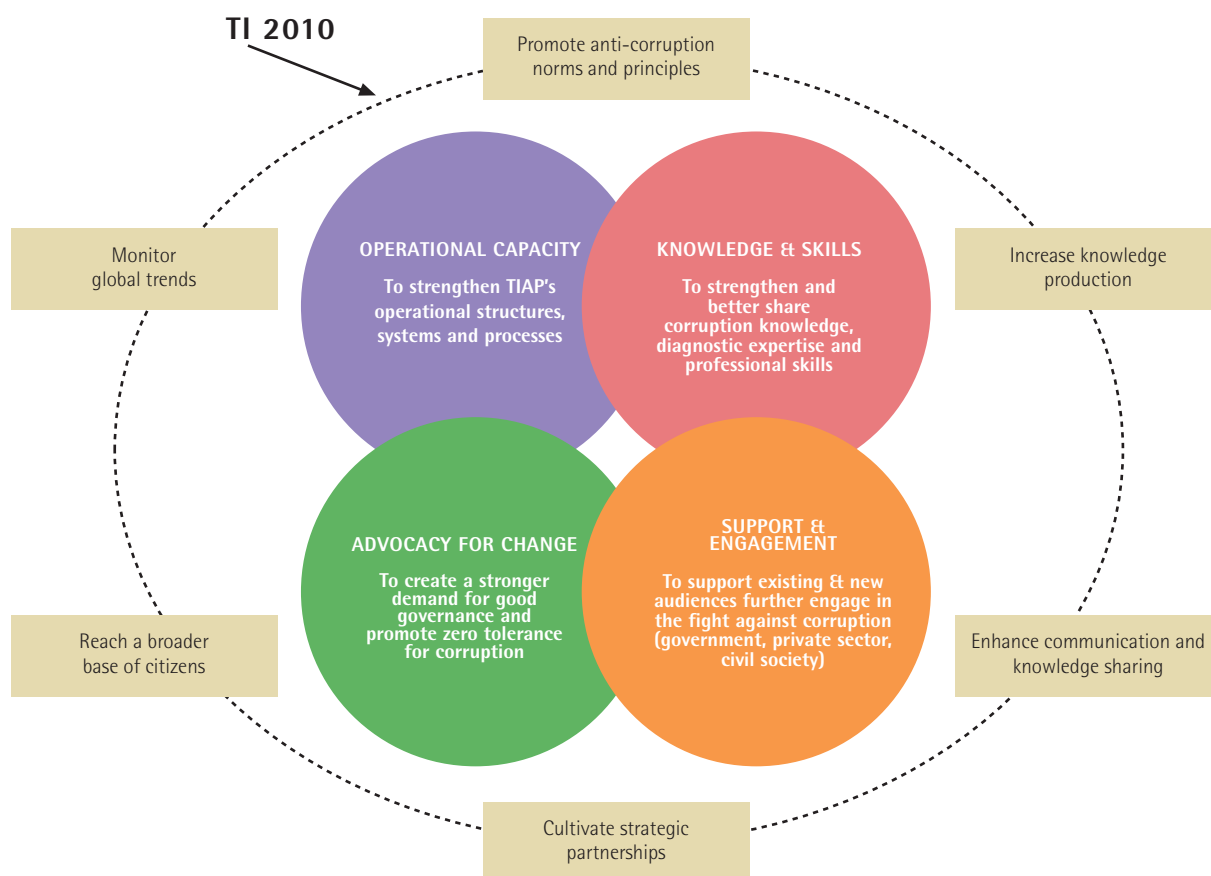 TI 2010
Promote anti-corruption
norms and principles
Monitor
global trends
Increase knowledge
production
OPERATIONAL CAPACITY
To strengthen TIAP's
operational structures,
systems and processes
KNOWLEDGE & SKILLS
To strengthen and
better share
corruption knowledge,
diagnostic expertise and
professional skills
ADVOCACY FOR CHANGE
To create a stronger
demand for good
governance and
promote zero tolerance
for corruption
SUPPORT &
ENGAGEMENT
To support existing & new
audiences further engage in
the fight against corruption
(government, private sector,
civil society)
Reach a broader
base of citizens
Enhance communication and
knowledge sharing
Cultivate strategic
partnerships